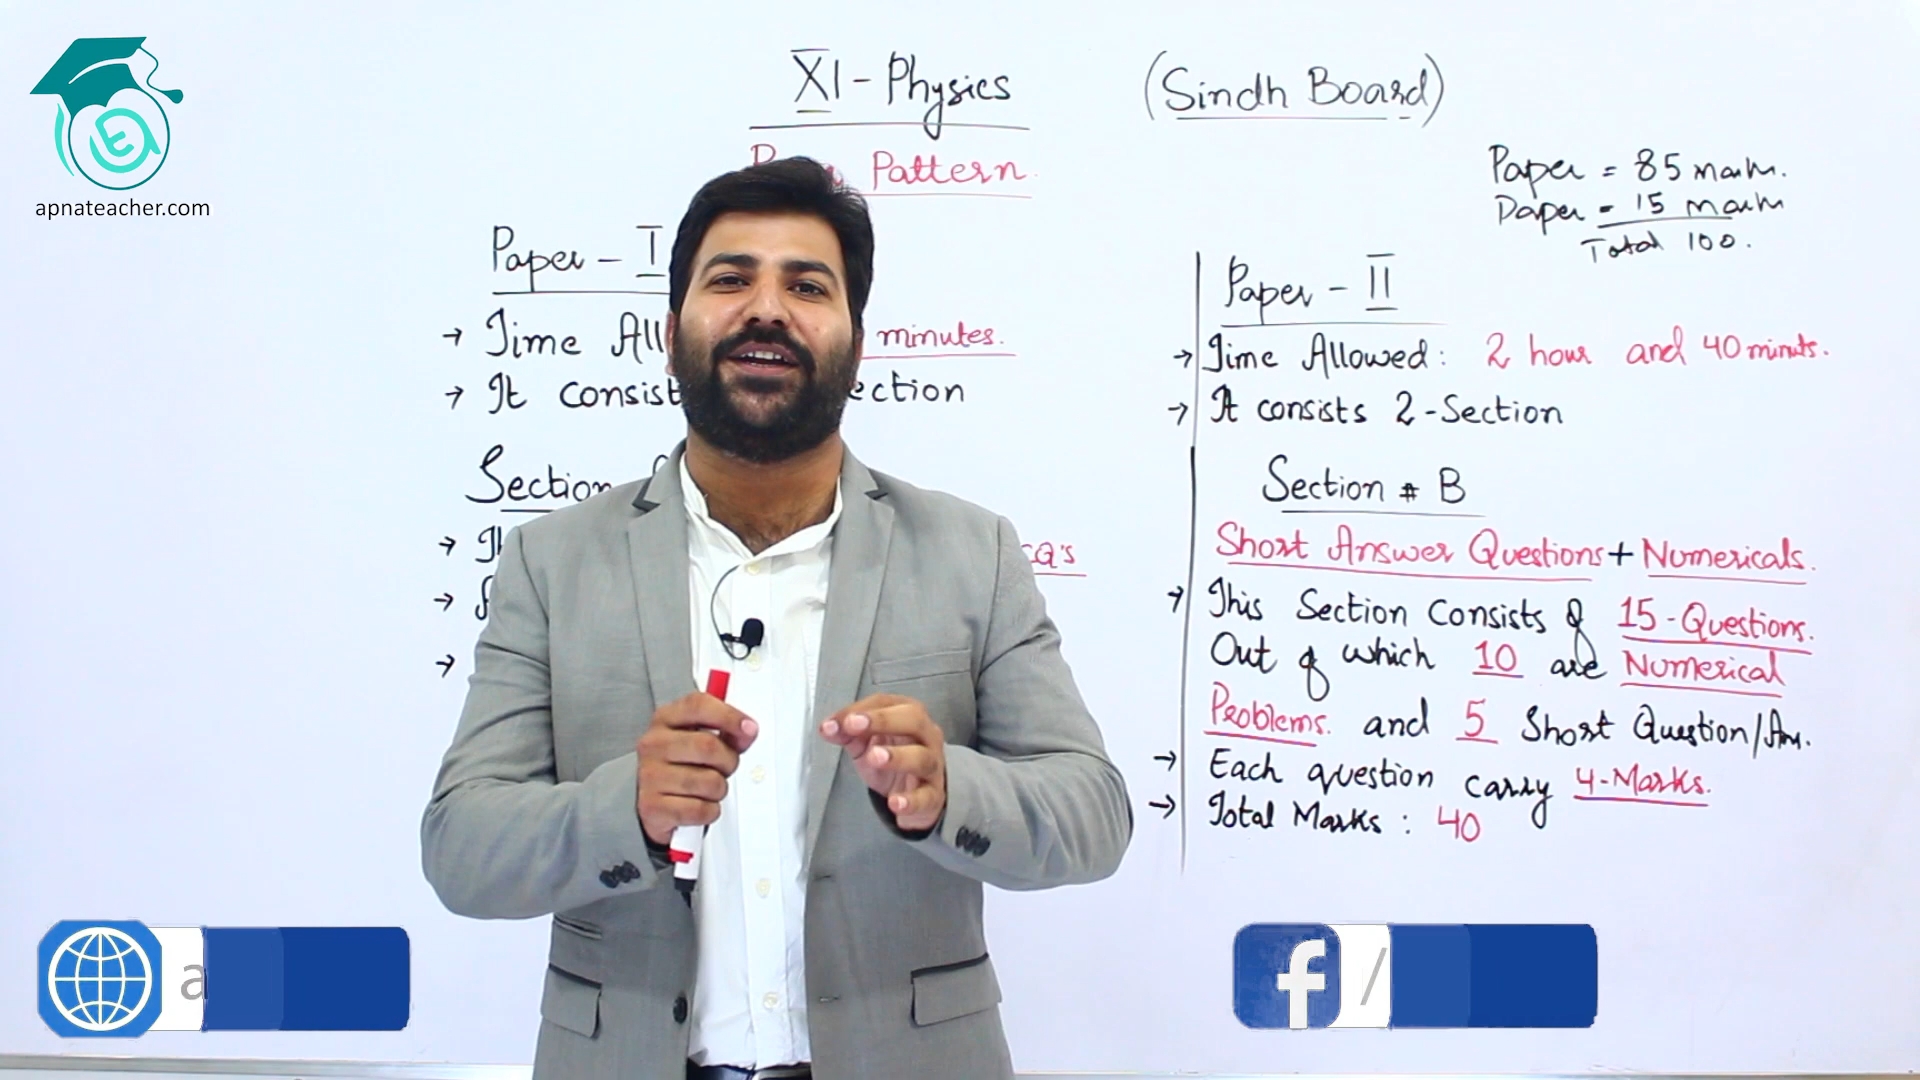 XI - Physics
(Sindh Board)
Pattern.
Paper = 85 marks.
Paper = 15 marks
Total 100.
apnateacher.com
Paper - I
→ Time All minutes.
→ It consist ection
Section
CQ's
Paper - II
→ Time Allowed: 2 hour and 40 minuts.
→ It consists 2-Section
Section # B
Short Answer Questions + Numericals.
→ This Section Consists of 15-Questions.
Out of which 10 are Numerical
Problems. and 5 Short Question/Ans.
→ Each question carry 4-Marks.
→ Total Marks : 40
a
f /